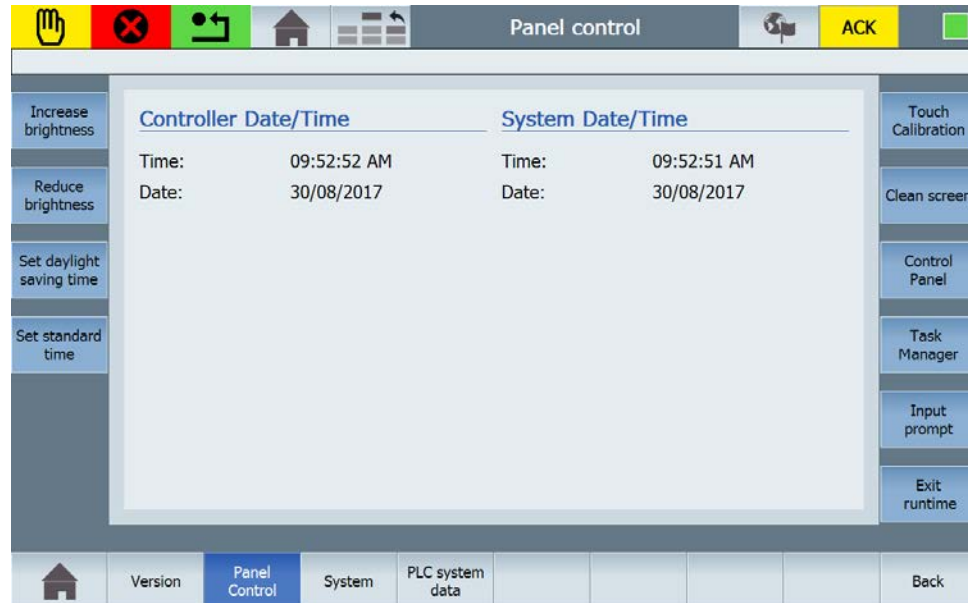 Panel control
ACK
Increase
brightness
Reduce
brightness
Set daylight
saving time
Set standard
time
Controller Date/Time
Time: 09:52:52 AM
Date: 30/08/2017
System Date/Time
Time: 09:52:51 AM
Date: 30/08/2017
Touch
Calibration
Clean screen
Control
Panel
Task
Manager
Input
prompt
Exit
runtime
Version
Panel
Control
System
PLC system
data
Back